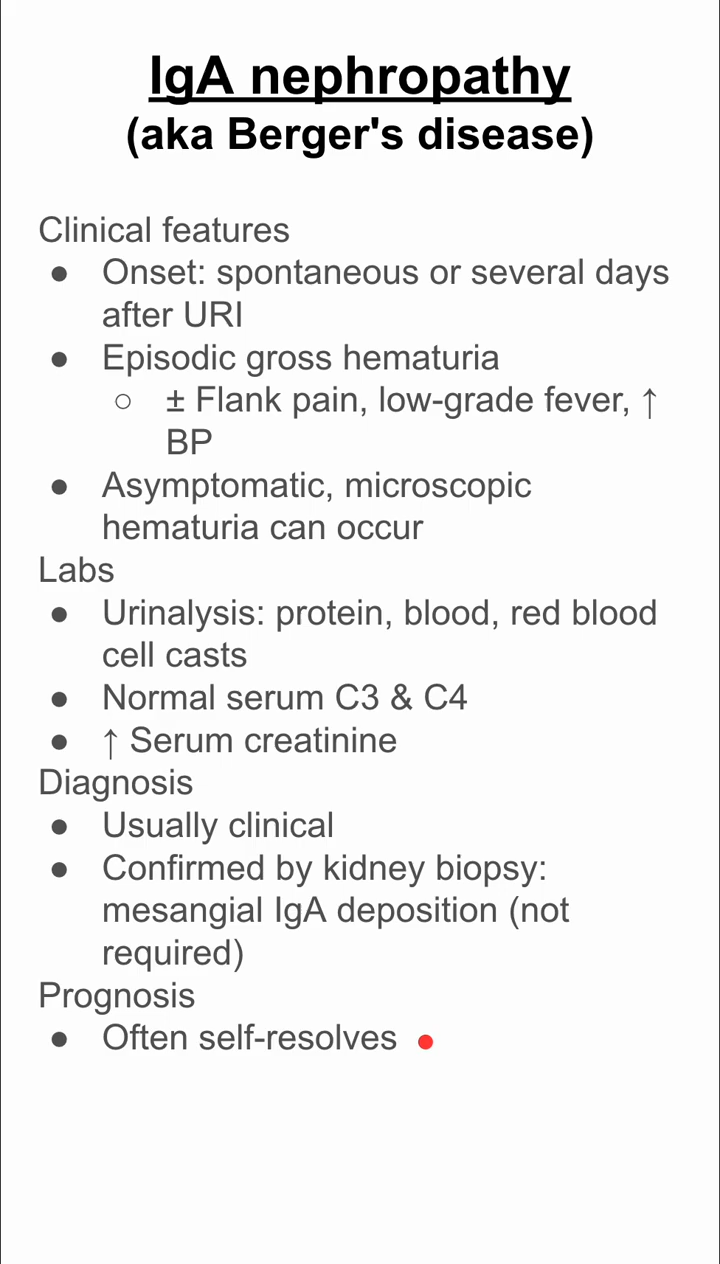 IgA nephropathy
(aka Berger's disease)
Clinical features
● Onset: spontaneous or several days
after URI
● Episodic gross hematuria
○ ± Flank pain, low-grade fever, ↑
BP
● Asymptomatic, microscopic
hematuria can occur
Labs
● Urinalysis: protein, blood, red blood
cell casts
● Normal serum C3 & C4
● ↑ Serum creatinine
Diagnosis
● Usually clinical
● Confirmed by kidney biopsy:
mesangial IgA deposition (not
required)
Prognosis
● Often self-resolves